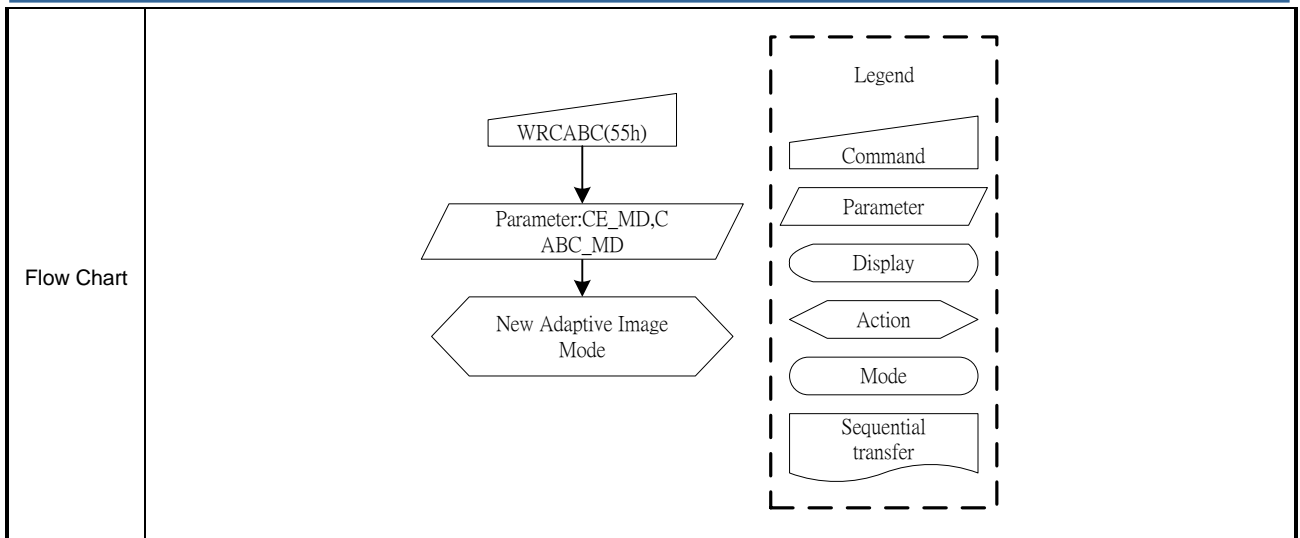 Flow Chart
WRCABC(55h)
Parameter:CE_MD,C
ABC_MD
New Adaptive Image
Mode
Legend
Command
Parameter
Display
Action
Mode
Sequential
transfer